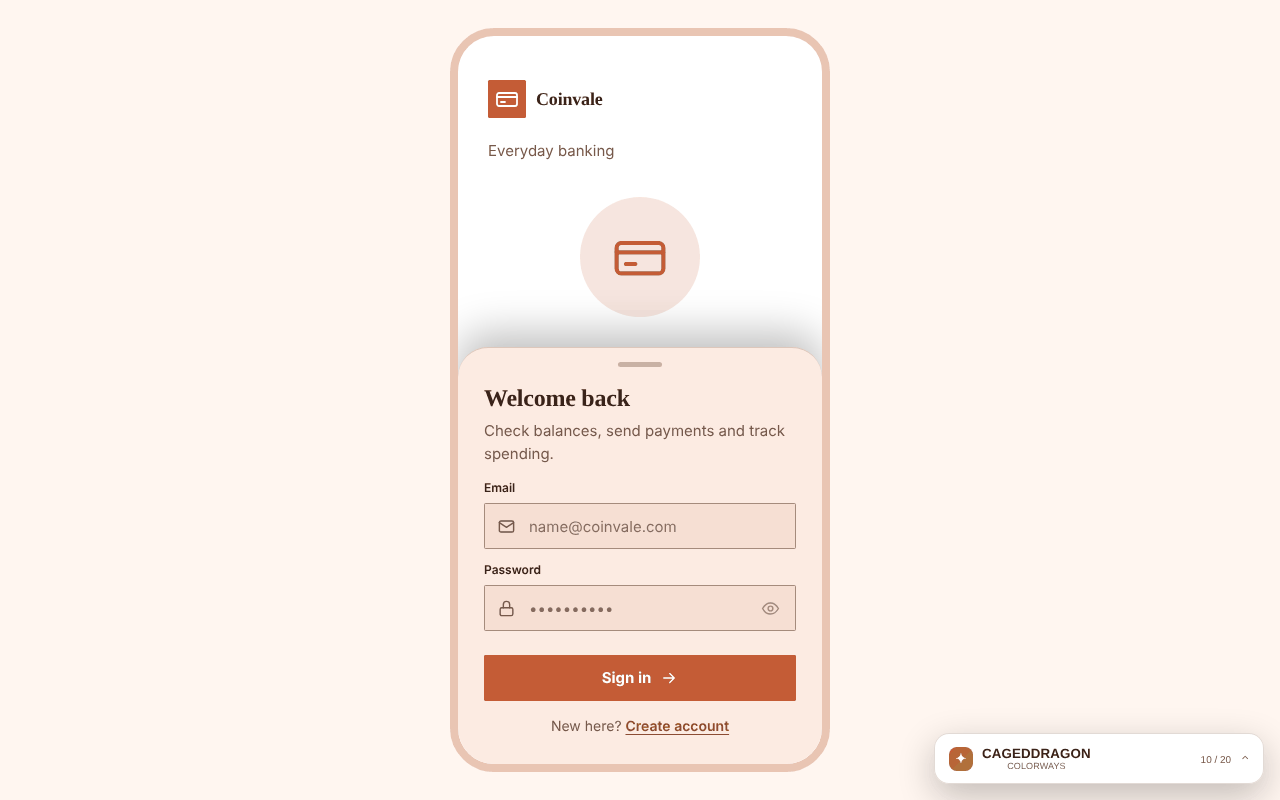 Coinvale
Everyday banking
Welcome back
Check balances, send payments and track
spending.
Email
name@coinvale.com
Password
••••••••••
Sign in →
New here? Create account
CAGEDDRAGON
COLORWAYS
10 / 20